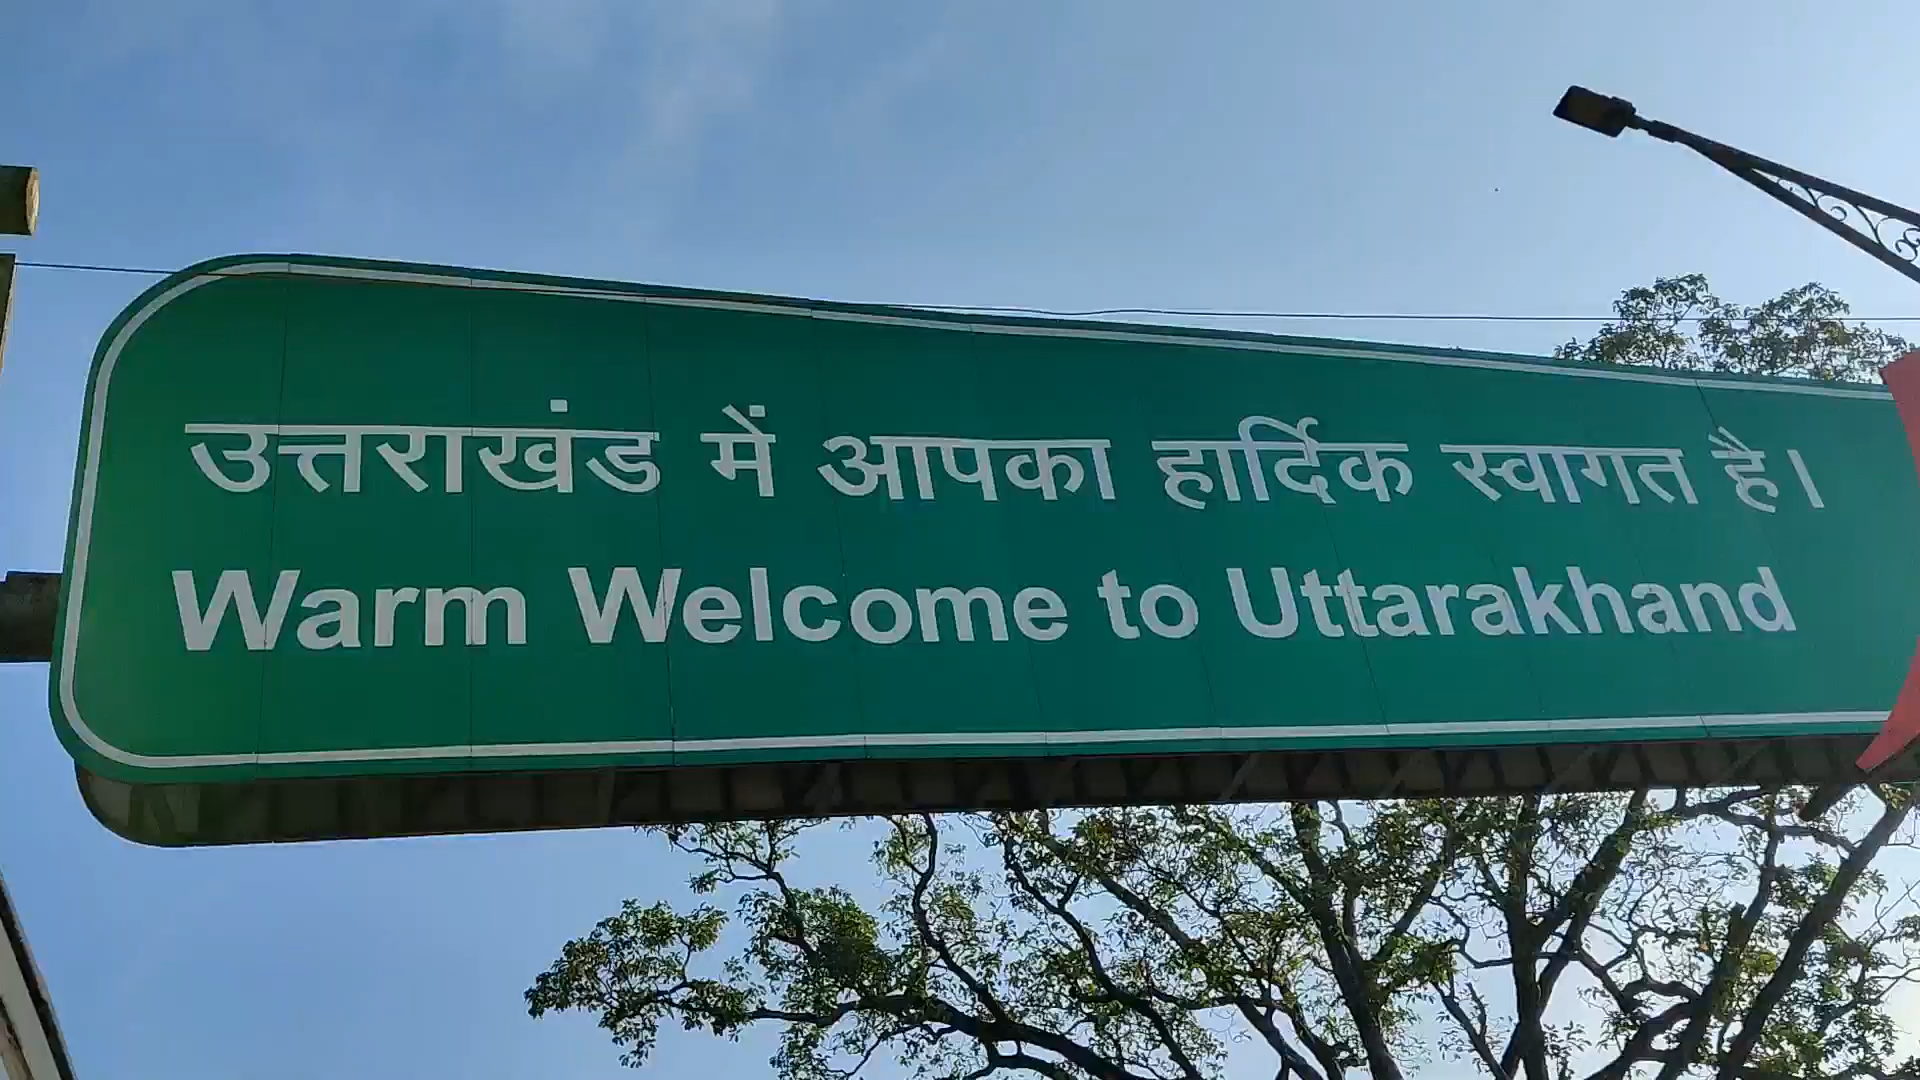 उत्तराखंड में आपका हार्दिक स्वागत है।
Warm Welcome to Uttarakhand